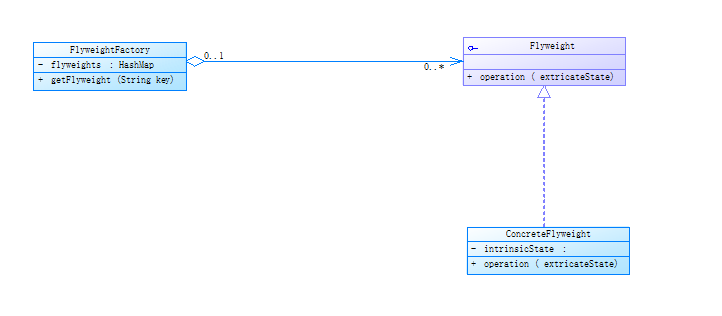 FlyweightFactory
- flyweights : HashMap
+ getFlyweight (String key)
0..1
0..*
Flyweight
+ operation ( extricateState)
ConcreteFlyweight
- intrinsicState :
+ operation ( extricateState)